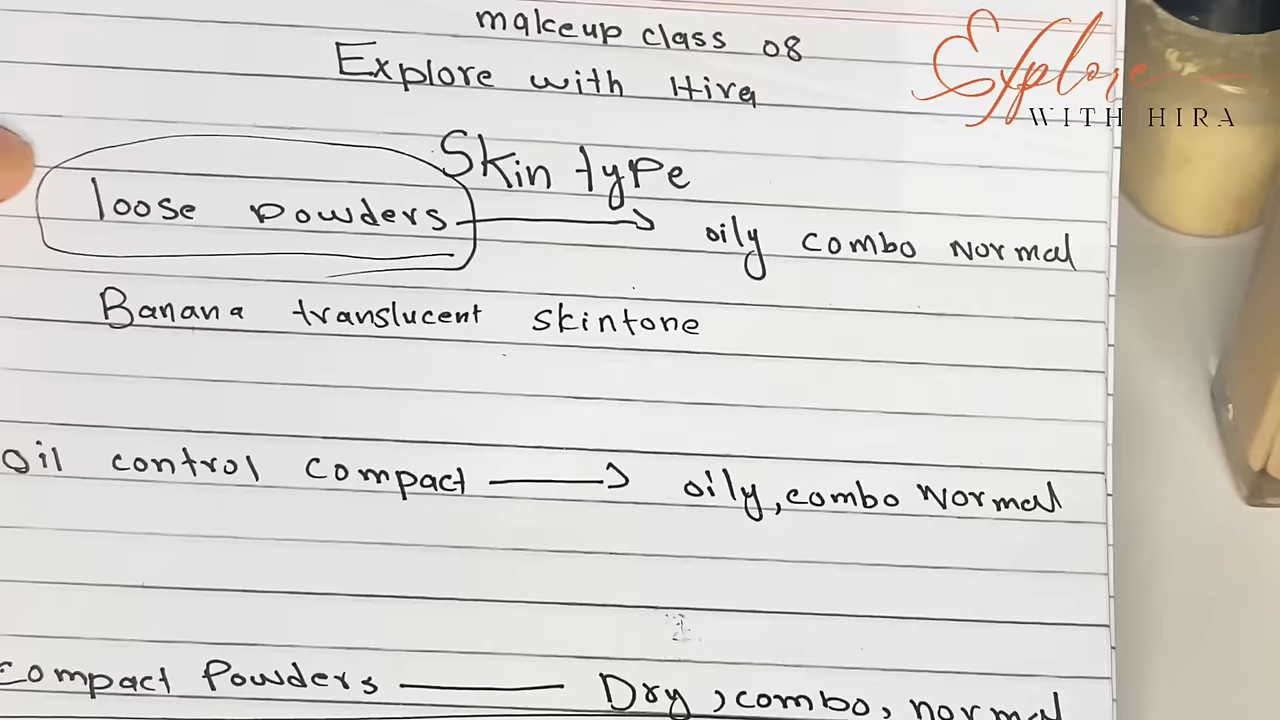 makeup class 08
Explore with Hira
Explore
WITH HIRA
Skin type
loose powders → oily combo Normal
Banana translucent skintone
oil control compact → oily, combo Normal
compact Powders — Dry, combo, normal